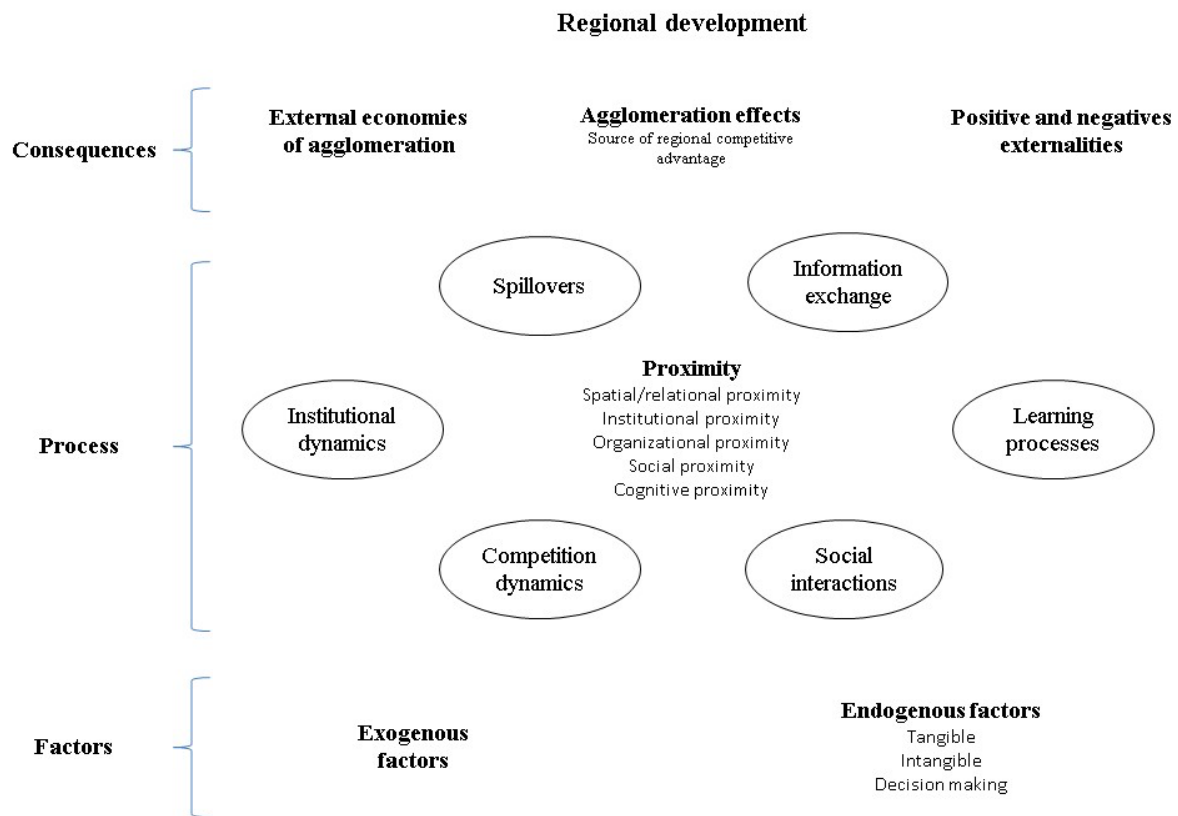 Regional development
Consequences
External economies
of agglomeration
Agglomeration effects
Source of regional competitive
advantage
Positive and negatives
externalities
Process
Spillovers
Information
exchange
Institutional
dynamics
Proximity
Spatial/relational proximity
Institutional proximity
Organizational proximity
Social proximity
Cognitive proximity
Learning
processes
Competition
dynamics
Social
interactions
Factors
Exogenous
factors
Endogenous factors
Tangible
Intangible
Decision making